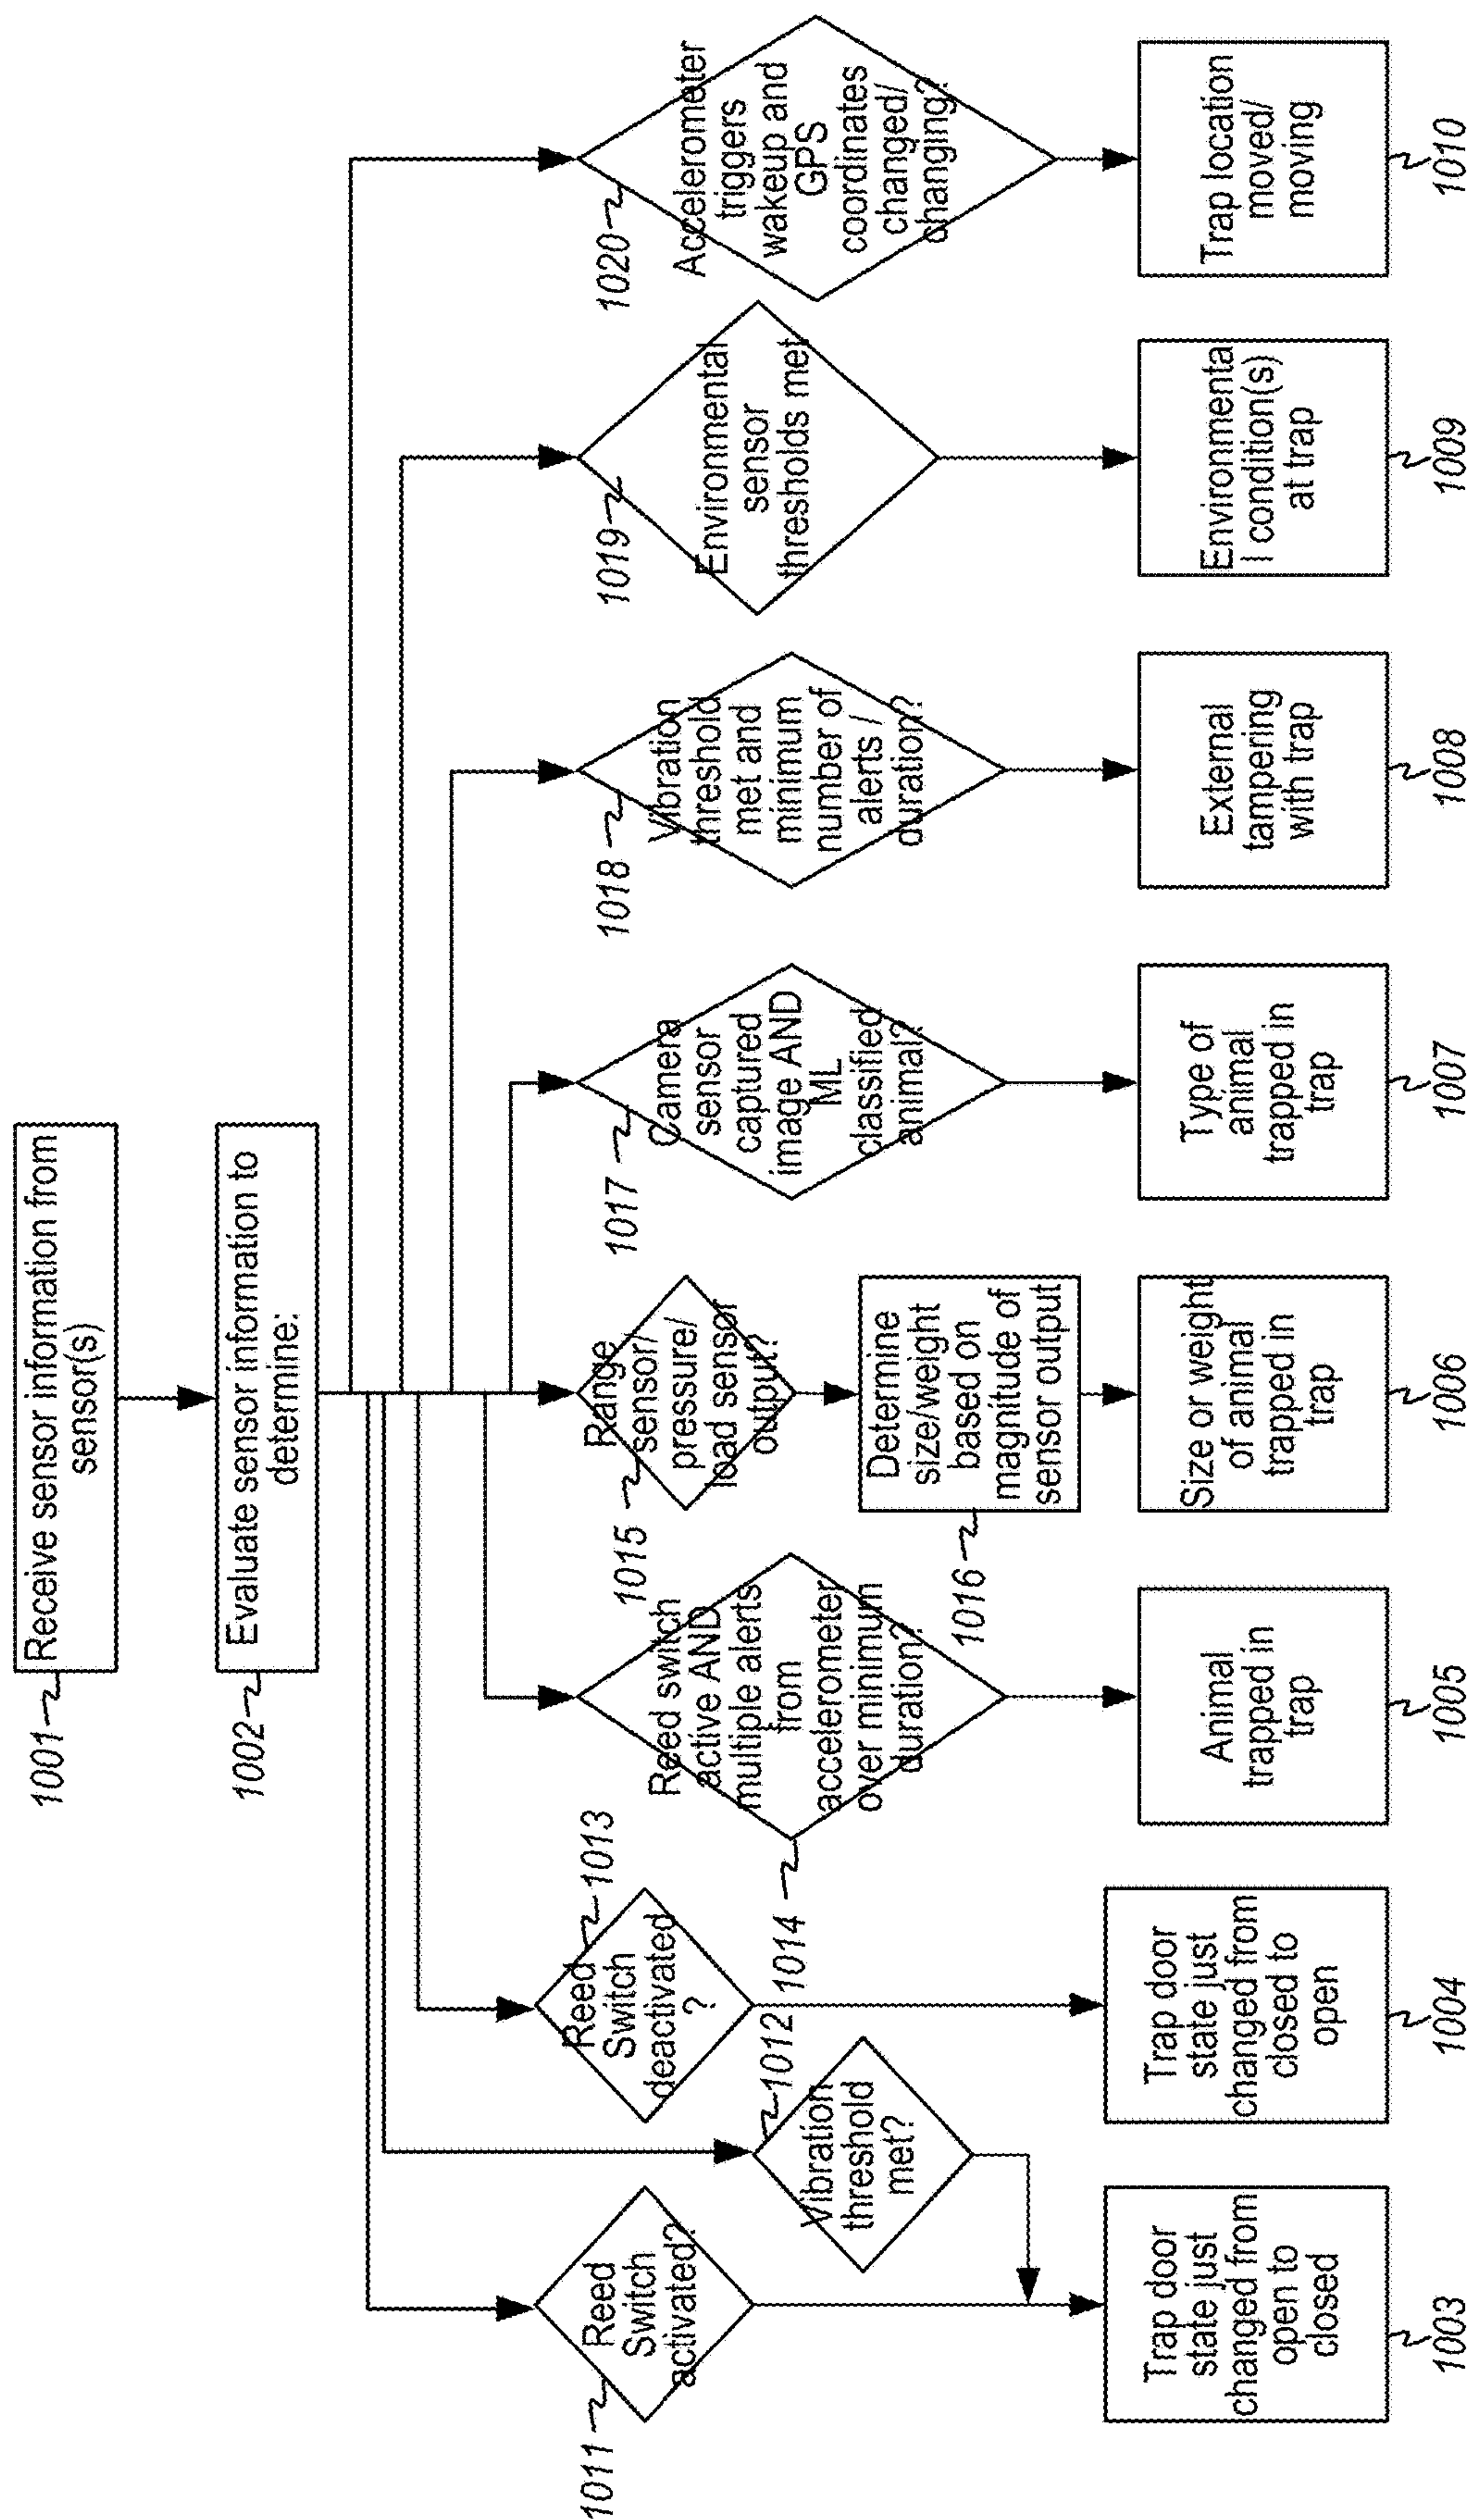 1001
Receive sensor information from
sensor(s)
1002
Evaluate sensor information to
determine:
1011
Reed
Switch
activated?
1012
Vibration
threshold
met?
1013
Reed
Switch
deactivated
?
1014
Reed switch
active AND
multiple alerts
from
accelerometer
over minimum
duration?
1015
Range
sensor/
pressure/
load sensor
output?
1016
Determine
size/weight
based on
magnitude of
sensor output
1017
Camera
sensor
captured
image AND
ML
classified
animal?
1018
Vibration
threshold
met and
minimum
number of
alerts /
duration?
1019
Environmental
sensor
thresholds met
1020
Accelerometer
triggers
wakeup and
GPS
coordinates
changed/
changing?
Trap door
state just
changed from
open to
closed
1003
Trap door
state just
changed from
closed to
open
1004
Animal
trapped in
trap
1005
Size or weight
of animal
trapped in
trap
1006
Type of
animal
trapped in
trap
1007
External
tampering
with trap
1008
Environmenta
l condition(s)
at trap
1009
Trap location
moved/
moving
1010